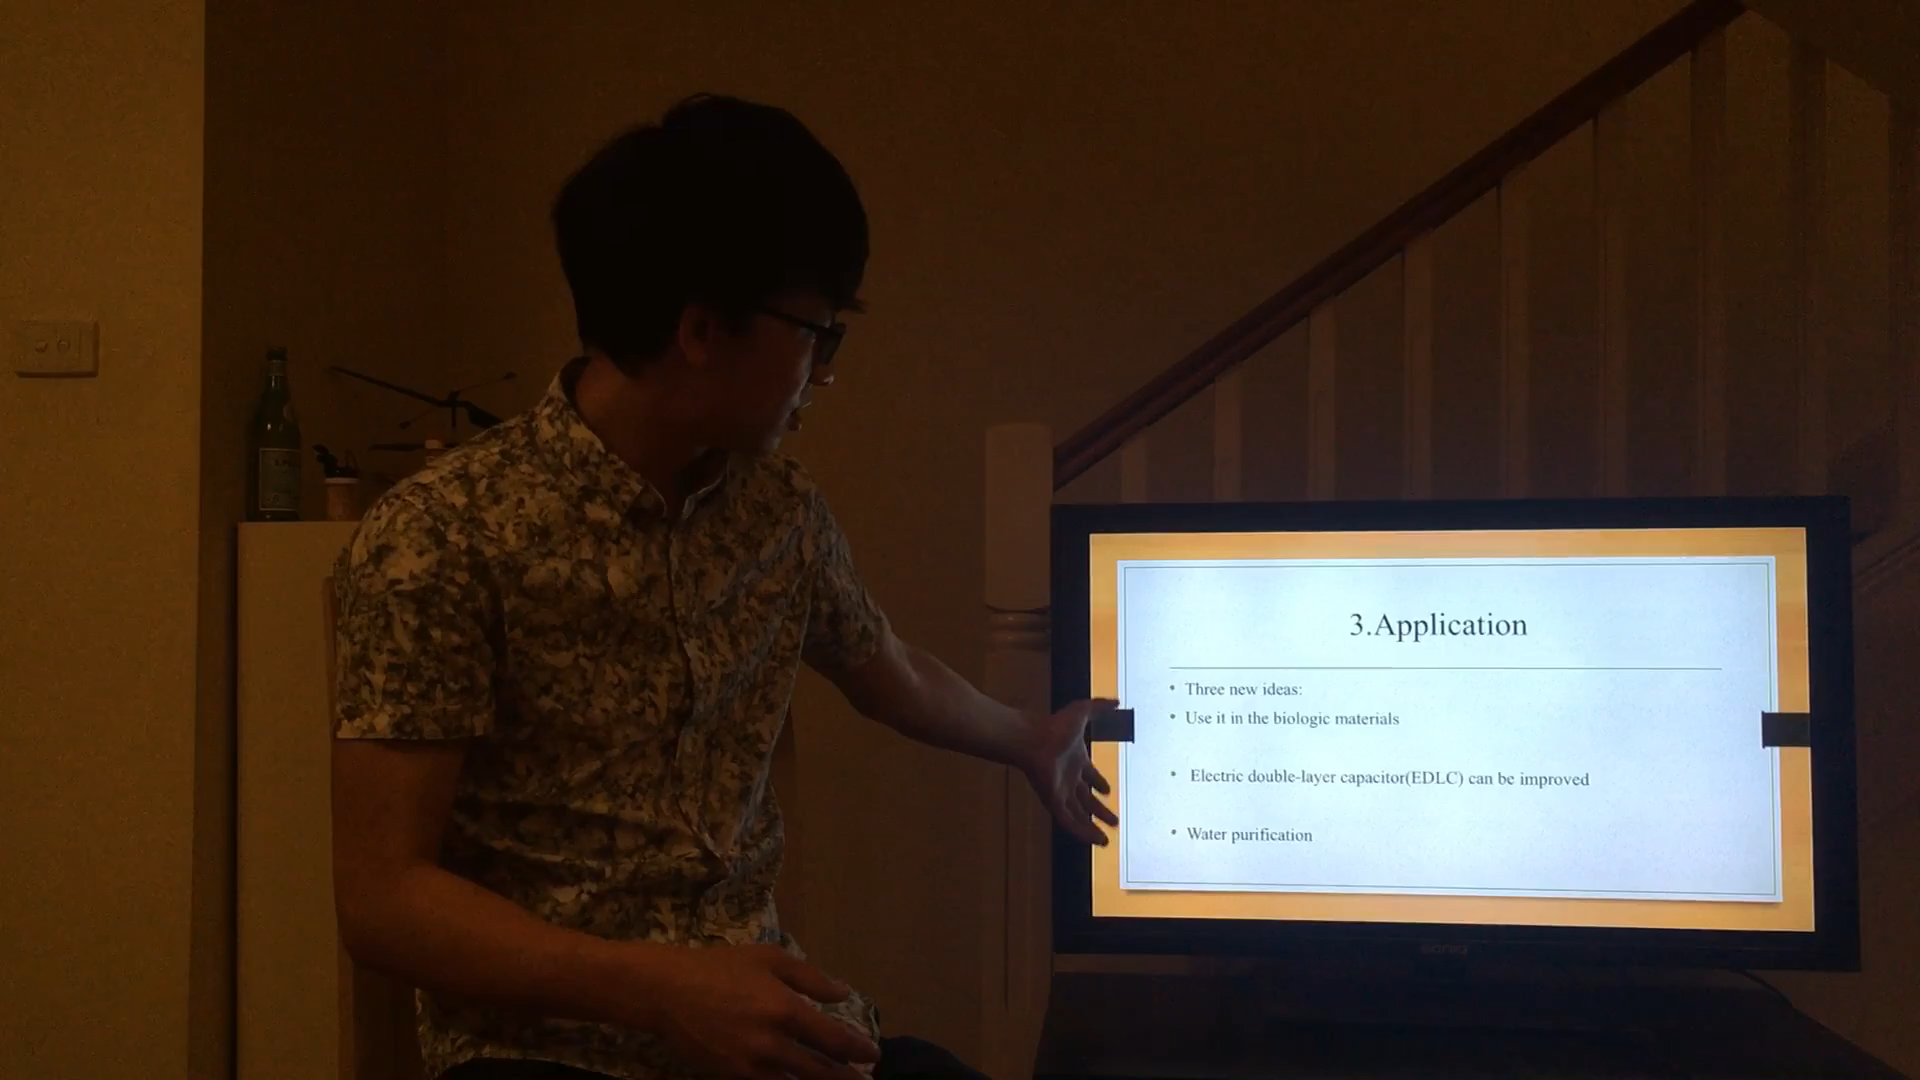 3.Application
• Three new ideas:
• Use it in the biologic materials
• Electric double-layer capacitor(EDLC) can be improved
• Water purification
soniq